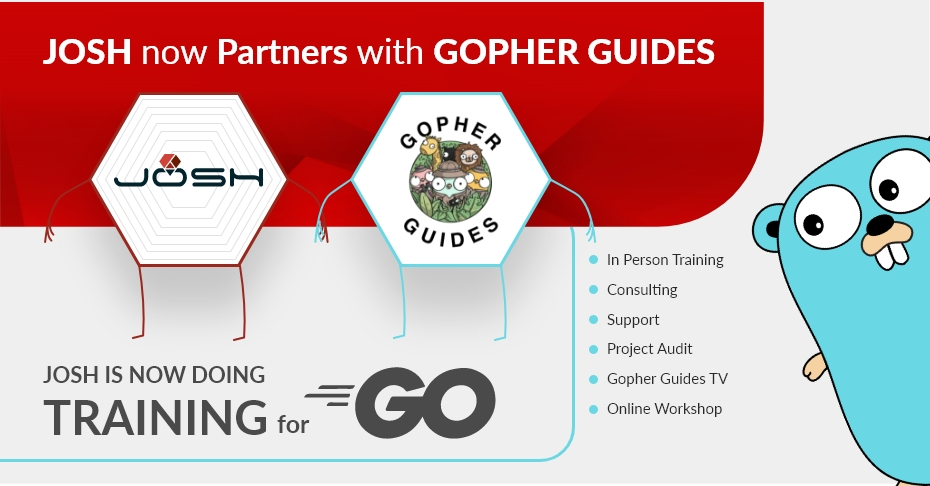 JOSH now Partners with GOPHER GUIDES
JOSH
GOPHER
GUIDES
In Person Training
Consulting
Support
Project Audit
Gopher Guides TV
Online Workshop
JOSH IS NOW DOING
TRAINING for GO